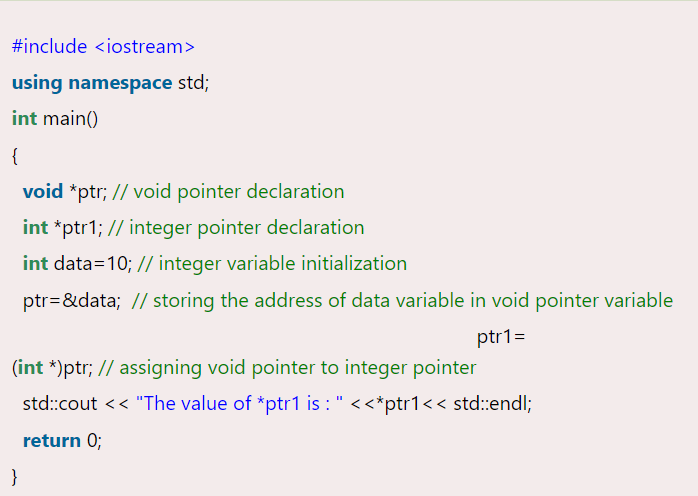 #include <iostream>
using namespace std;
int main()
{
void *ptr; // void pointer declaration
int *ptr1; // integer pointer declaration
int data=10; // integer variable initialization
ptr=&data; // storing the address of data variable in void pointer variable
ptr1=
(int *)ptr; // assigning void pointer to integer pointer
std::cout << "The value of *ptr1 is : " <<*ptr1<< std::endl;
return 0;
}